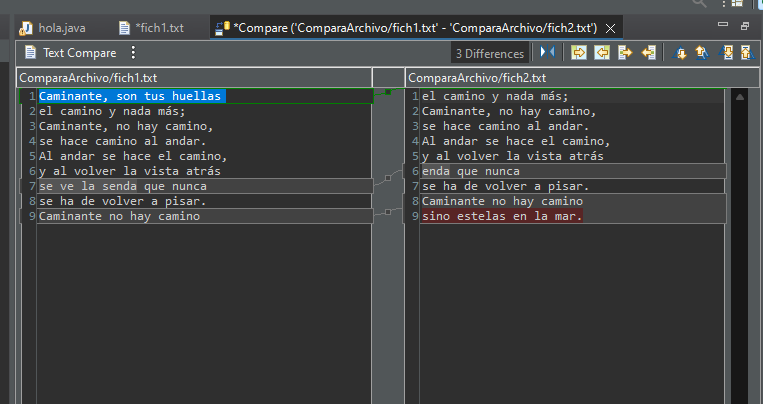 hola.java
*fich1.txt
*Compare ('ComparaArchivo/fich1.txt' - 'ComparaArchivo/fich2.txt')
Text Compare
3 Differences
ComparaArchivo/fich1.txt
1 Caminante, son tus huellas
2 el camino y nada más;
3 Caminante, no hay camino,
4 se hace camino al andar.
5 Al andar se hace el camino,
6 y al volver la vista atrás
7 se ve la senda que nunca
8 se ha de volver a pisar.
9 Caminante no hay camino
ComparaArchivo/fich2.txt
1 el camino y nada más;
2 Caminante, no hay camino,
3 se hace camino al andar.
4 Al andar se hace el camino,
5 y al volver la vista atrás
6 enda que nunca
7 se ha de volver a pisar.
8 Caminante no hay camino
9 sino estelas en la mar.